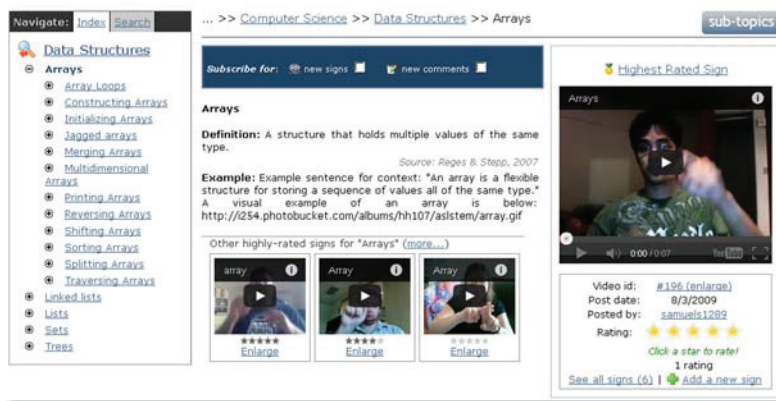 Navigate: Index Search
... >> Computer Science >> Data Structures >> Arrays
sub-topics
Data Structures
Arrays
Array Loops
Constructing Arrays
Initializing Arrays
Jagged arrays
Merging Arrays
Multidimensional
Arrays
Printing Arrays
Reversing Arrays
Shifting Arrays
Sorting Arrays
Splitting Arrays
Traversing Arrays
Linked lists
Lists
Sets
Trees
Subscribe for: new signs new comments
Arrays
Definition: A structure that holds multiple values of the same
type.
Source: Reges & Stepp, 2007
Example: Example sentence for context: "An array is a flexible
structure for storing a sequence of values all of the same type."
A visual example of an array is below:
http://i254.photobucket.com/albums/hh107/aslstem/array.gif
Other highly-rated signs for "Arrays" (more...)
array
Enlarge
Array
Enlarge
Array
Enlarge
Highest Rated Sign
Arrays
0:00 / 0:07 YouTube
Video id: #196 (enlarge)
Post date: 8/3/2009
Posted by: samuels1289
Rating:
Click a star to rate!
1 rating
See all signs (6) | Add a new sign